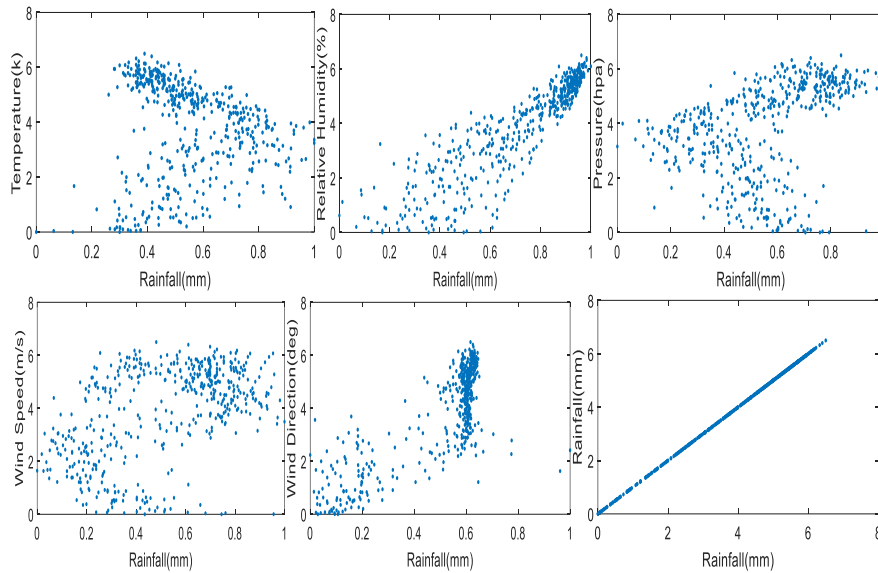 8 8 8
6 6 6
4 4 4
2 2 2
0 0 0
Temperature(k) Relative Humidity(%) Pressure(hpa)
0 0.2 0.4 0.6 0.8 1 0 0.2 0.4 0.6 0.8 1 0 0.2 0.4 0.6 0.8
Rainfall(mm) Rainfall(mm) Rainfall(mm)
8 8 8
6 6 6
4 4 4
2 2 2
0 0 0
Wind Speed(m/s) Wind Direction(deg) Rainfall(mm)
0 0.2 0.4 0.6 0.8 1 0 0.2 0.4 0.6 0.8 1 0 2 4 6 8
Rainfall(mm) Rainfall(mm) Rainfall(mm)